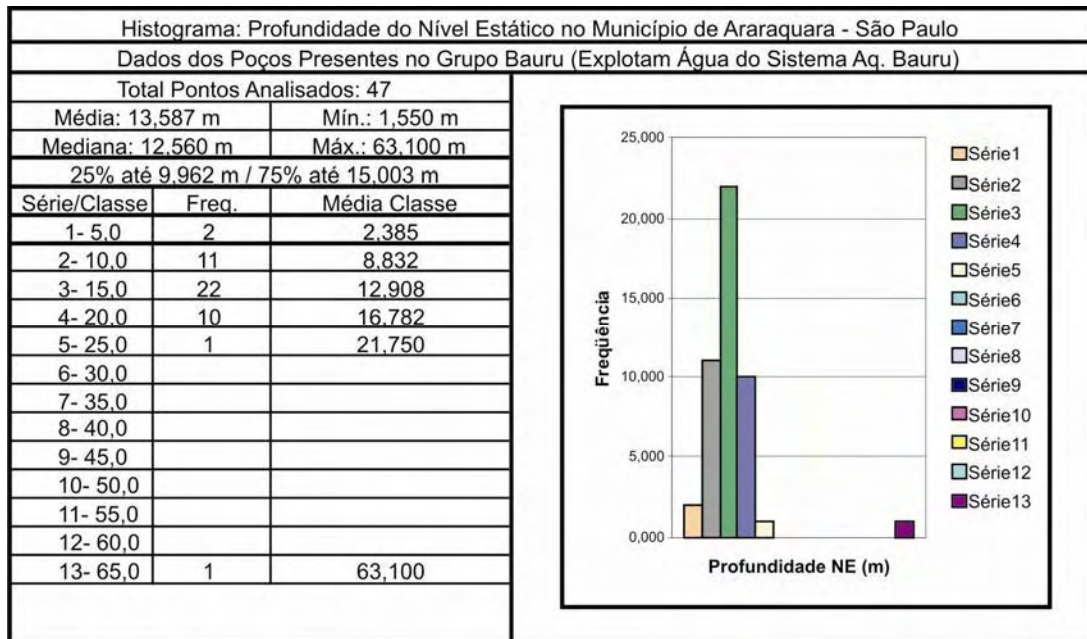 Histograma: Profundidade do Nível Estático no Município de Araraquara - São Paulo
Dados dos Poços Presentes no Grupo Bauru (Explotam Água do Sistema Aq. Bauru)
Total Pontos Analisados: 47
Média: 13,587 m Mín.: 1,550 m
Mediana: 12,560 m Máx.: 63,100 m
25% até 9,962 m / 75% até 15,003 m
Série/Classe Freq. Média Classe
1- 5,0 2 2,385
2- 10,0 11 8,832
3- 15,0 22 12,908
4- 20,0 10 16,782
5- 25,0 1 21,750
6- 30,0
7- 35,0
8- 40,0
9- 45,0
10- 50,0
11- 55,0
12- 60,0
13- 65,0 1 63,100
25,000
20,000
15,000
10,000
5,000
0,000
Freqüência
Profundidade NE (m)
Série1
Série2
Série3
Série4
Série5
Série6
Série7
Série8
Série9
Série10
Série11
Série12
Série13